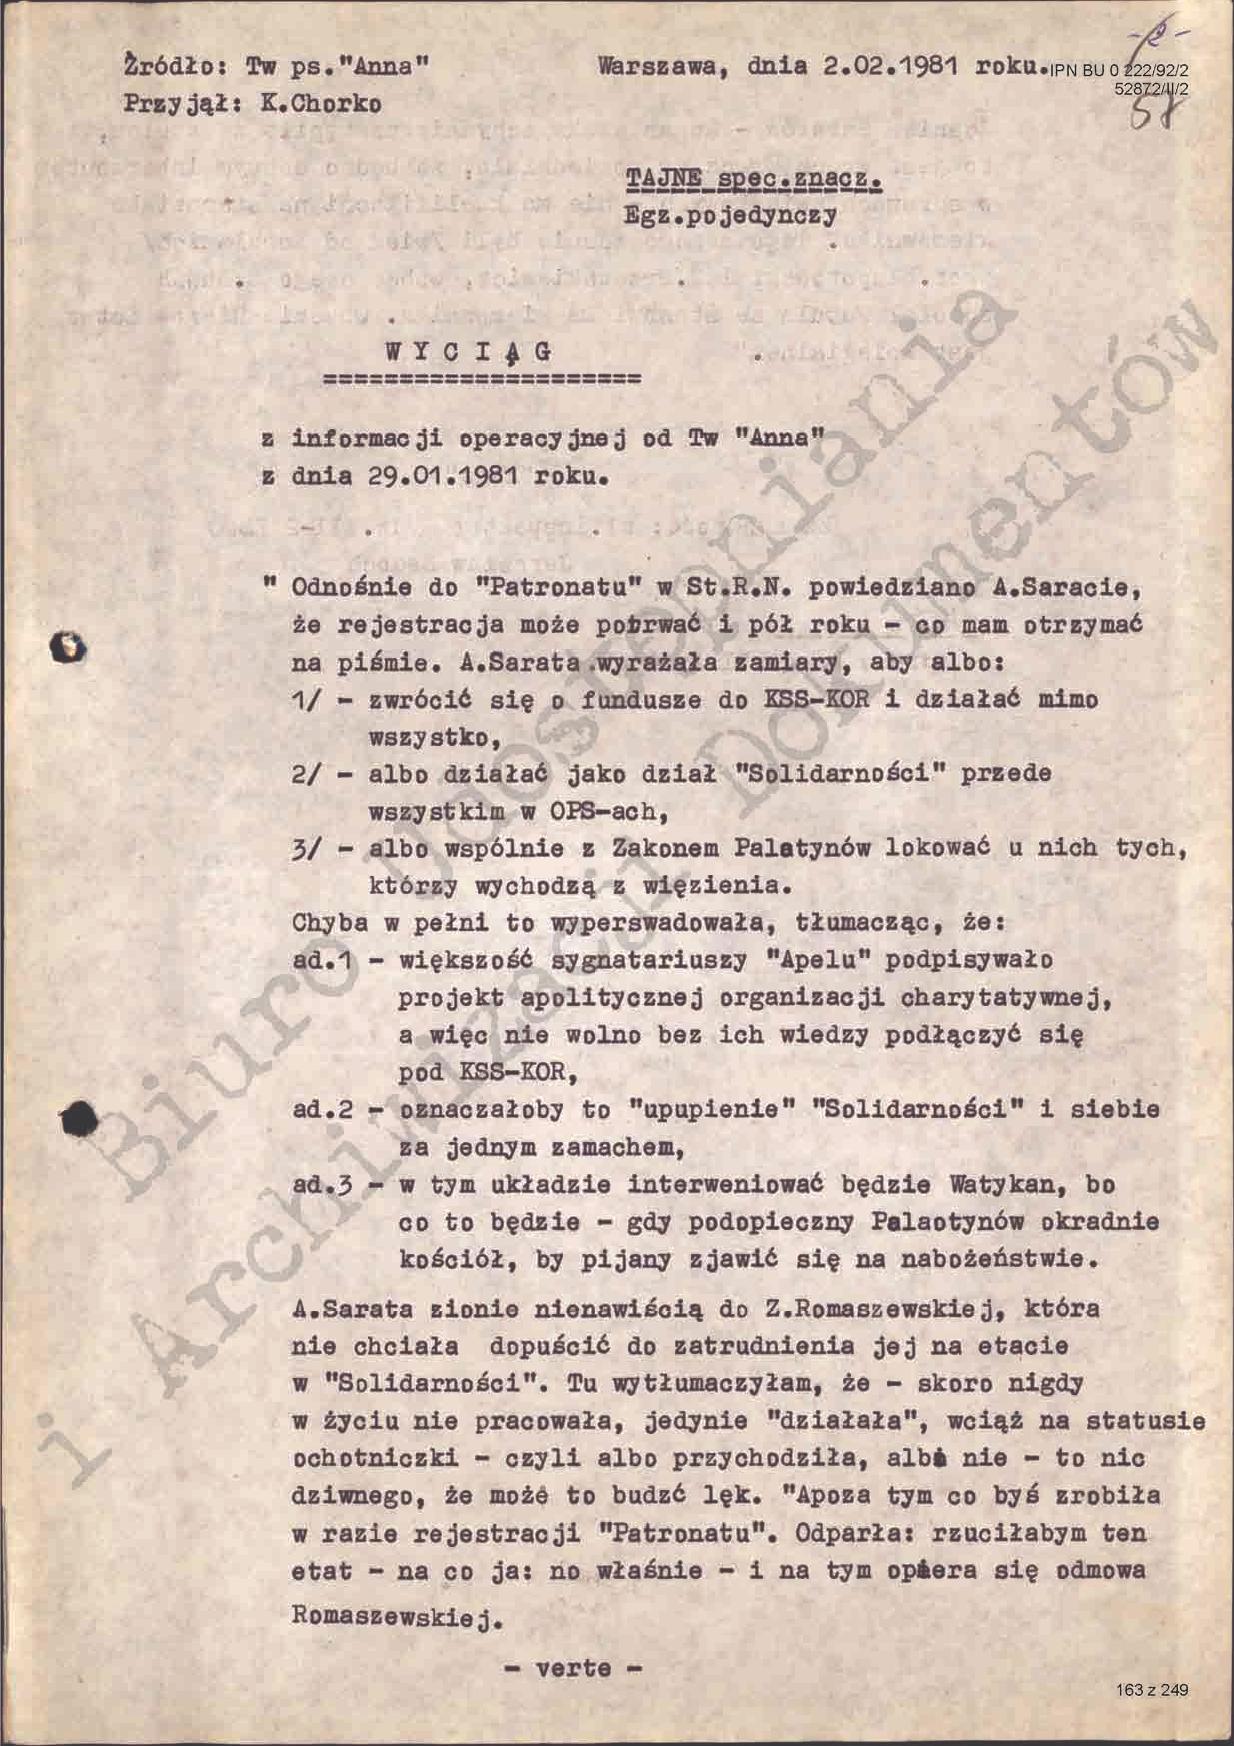 - 2 -
Źródło: Tw ps."Anna"
Warszawa, dnia 2.02.1981 roku.
IPN BU 0 222/92/2
52872/II/2
Przyjął: K.Chorko
57
TAJNE spec.znacz.
Egz.pojedynczy
W Y C I Ą G
=====================
z informacji operacyjnej od Tw "Anna"
z dnia 29.01.1981 roku.
" Odnośnie do "Patronatu" w St.R.N. powiedziano A.Saracie,
że rejestracja może potrwać i pół roku - co mam otrzymać
na piśmie. A.Sarata wyrażała zamiary, aby albo:
1/ - zwrócić się o fundusze do KSS-KOR i działać mimo
wszystko,
2/ - albo działać jako dział "Solidarności" przede
wszystkim w OPS-ach,
3/ - albo wspólnie z Zakonem Palatynów lokować u nich tych,
którzy wychodzą z więzienia.
Chyba w pełni to wyperswadowała, tłumacząc, że:
ad.1 - większość sygnatariuszy "Apelu" podpisywało
projekt apolitycznej organizacji charytatywnej,
a więc nie wolno bez ich wiedzy podłączyć się
pod KSS-KOR,
ad.2 - oznaczałoby to "upupienie" "Solidarności" i siebie
za jednym zamachem,
ad.3 - w tym układzie interweniować będzie Watykan, bo
co to będzie - gdy podopieczny Palaotynów okradnie
kościół, by pijany zjawić się na nabożeństwie.
A.Sarata zionie nienawiścią do Z.Romaszewskiej, która
nie chciała dopuścić do zatrudnienia jej na etacie
w "Solidarności". Tu wytłumaczyłam, że - skoro nigdy
w życiu nie pracowała, jedynie "działała", wciąż na statusie
ochotniczki - czyli albo przychodziła, albo nie - to nic
dziwnego, że może to budzć lęk. "Apoza tym co byś zrobiła
w razie rejestracji "Patronatu". Odparła: rzuciłabym ten
etat - na co ja: no właśnie - i na tym opiera się odmowa
Romaszewskiej.
- verte -
163 z 249
Biuro Udostępniania
i Archiwizacji Dokumentów